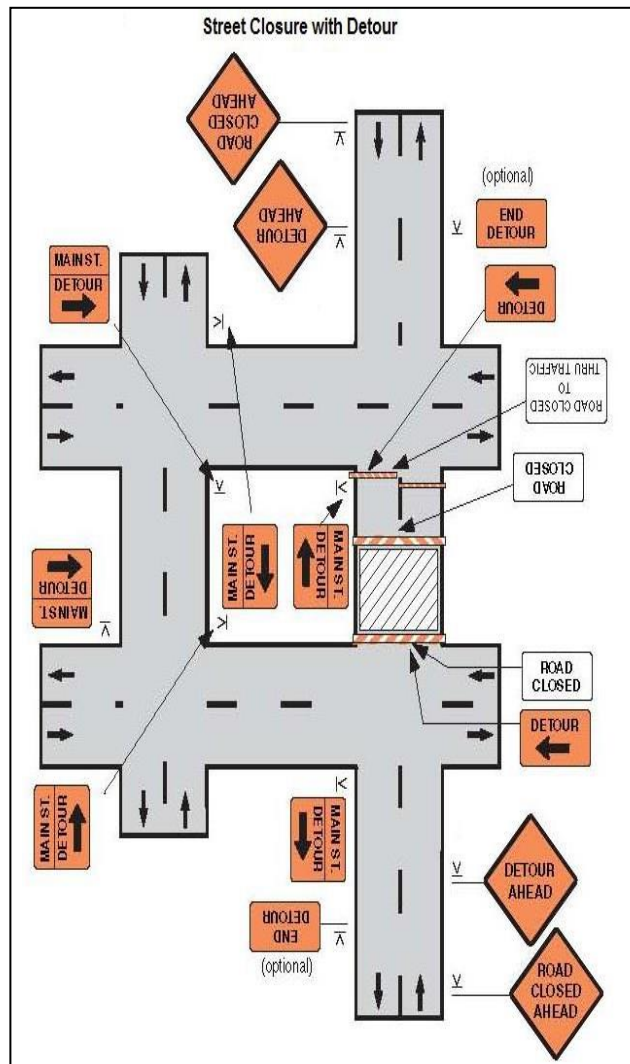 Street Closure with Detour
ROAD
CLOSED
AHEAD
DETOUR
AHEAD
(optional)
END
DETOUR
MAIN ST.
DETOUR
DETOUR
ROAD CLOSED
TO
THRU TRAFFIC
ROAD
CLOSED
MAIN ST.
DETOUR
MAIN ST.
DETOUR
MAIN ST.
DETOUR
ROAD
CLOSED
DETOUR
MAIN ST.
DETOUR
MAIN ST.
DETOUR
DETOUR
AHEAD
END
DETOUR
(optional)
ROAD
CLOSED
AHEAD